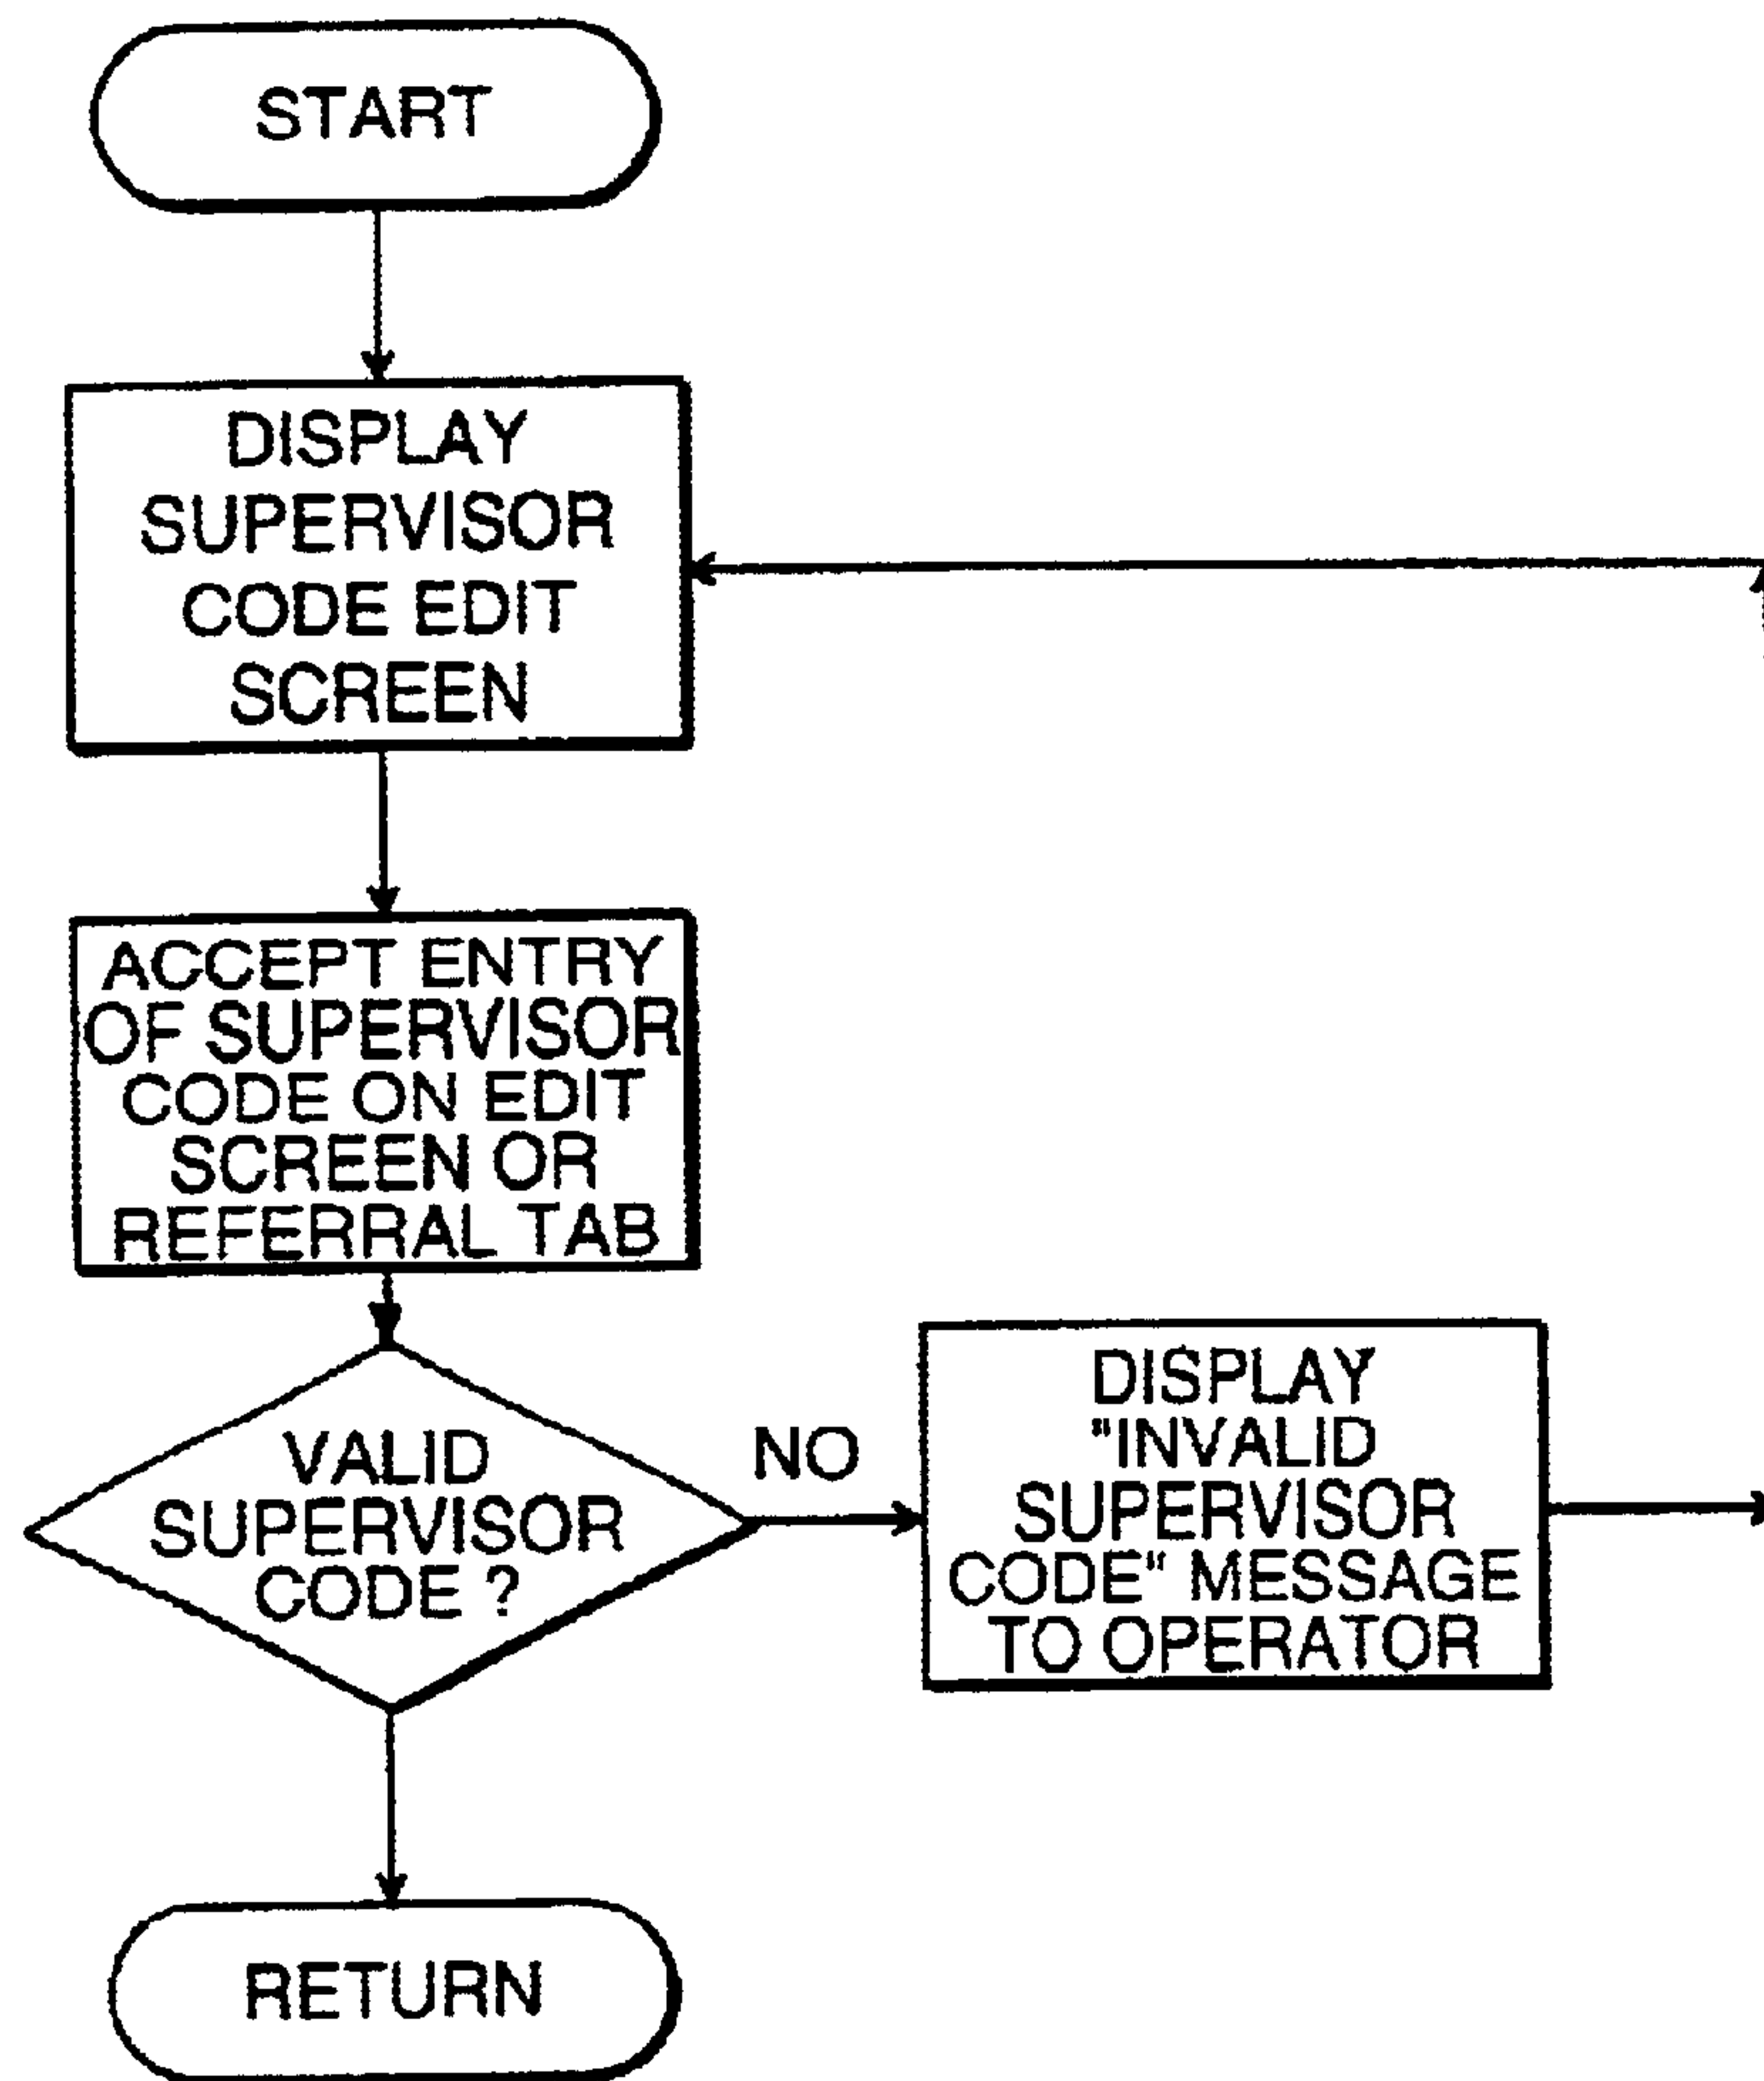 START
DISPLAY
SUPERVISOR
CODE EDIT
SCREEN
ACCEPT ENTRY
OF SUPERVISOR
CODE ON EDIT
SCREEN OR
REFERRAL TAB
VALID
SUPERVISOR
CODE ?
NO
DISPLAY
"INVALID
SUPERVISOR
CODE" MESSAGE
TO OPERATOR
RETURN